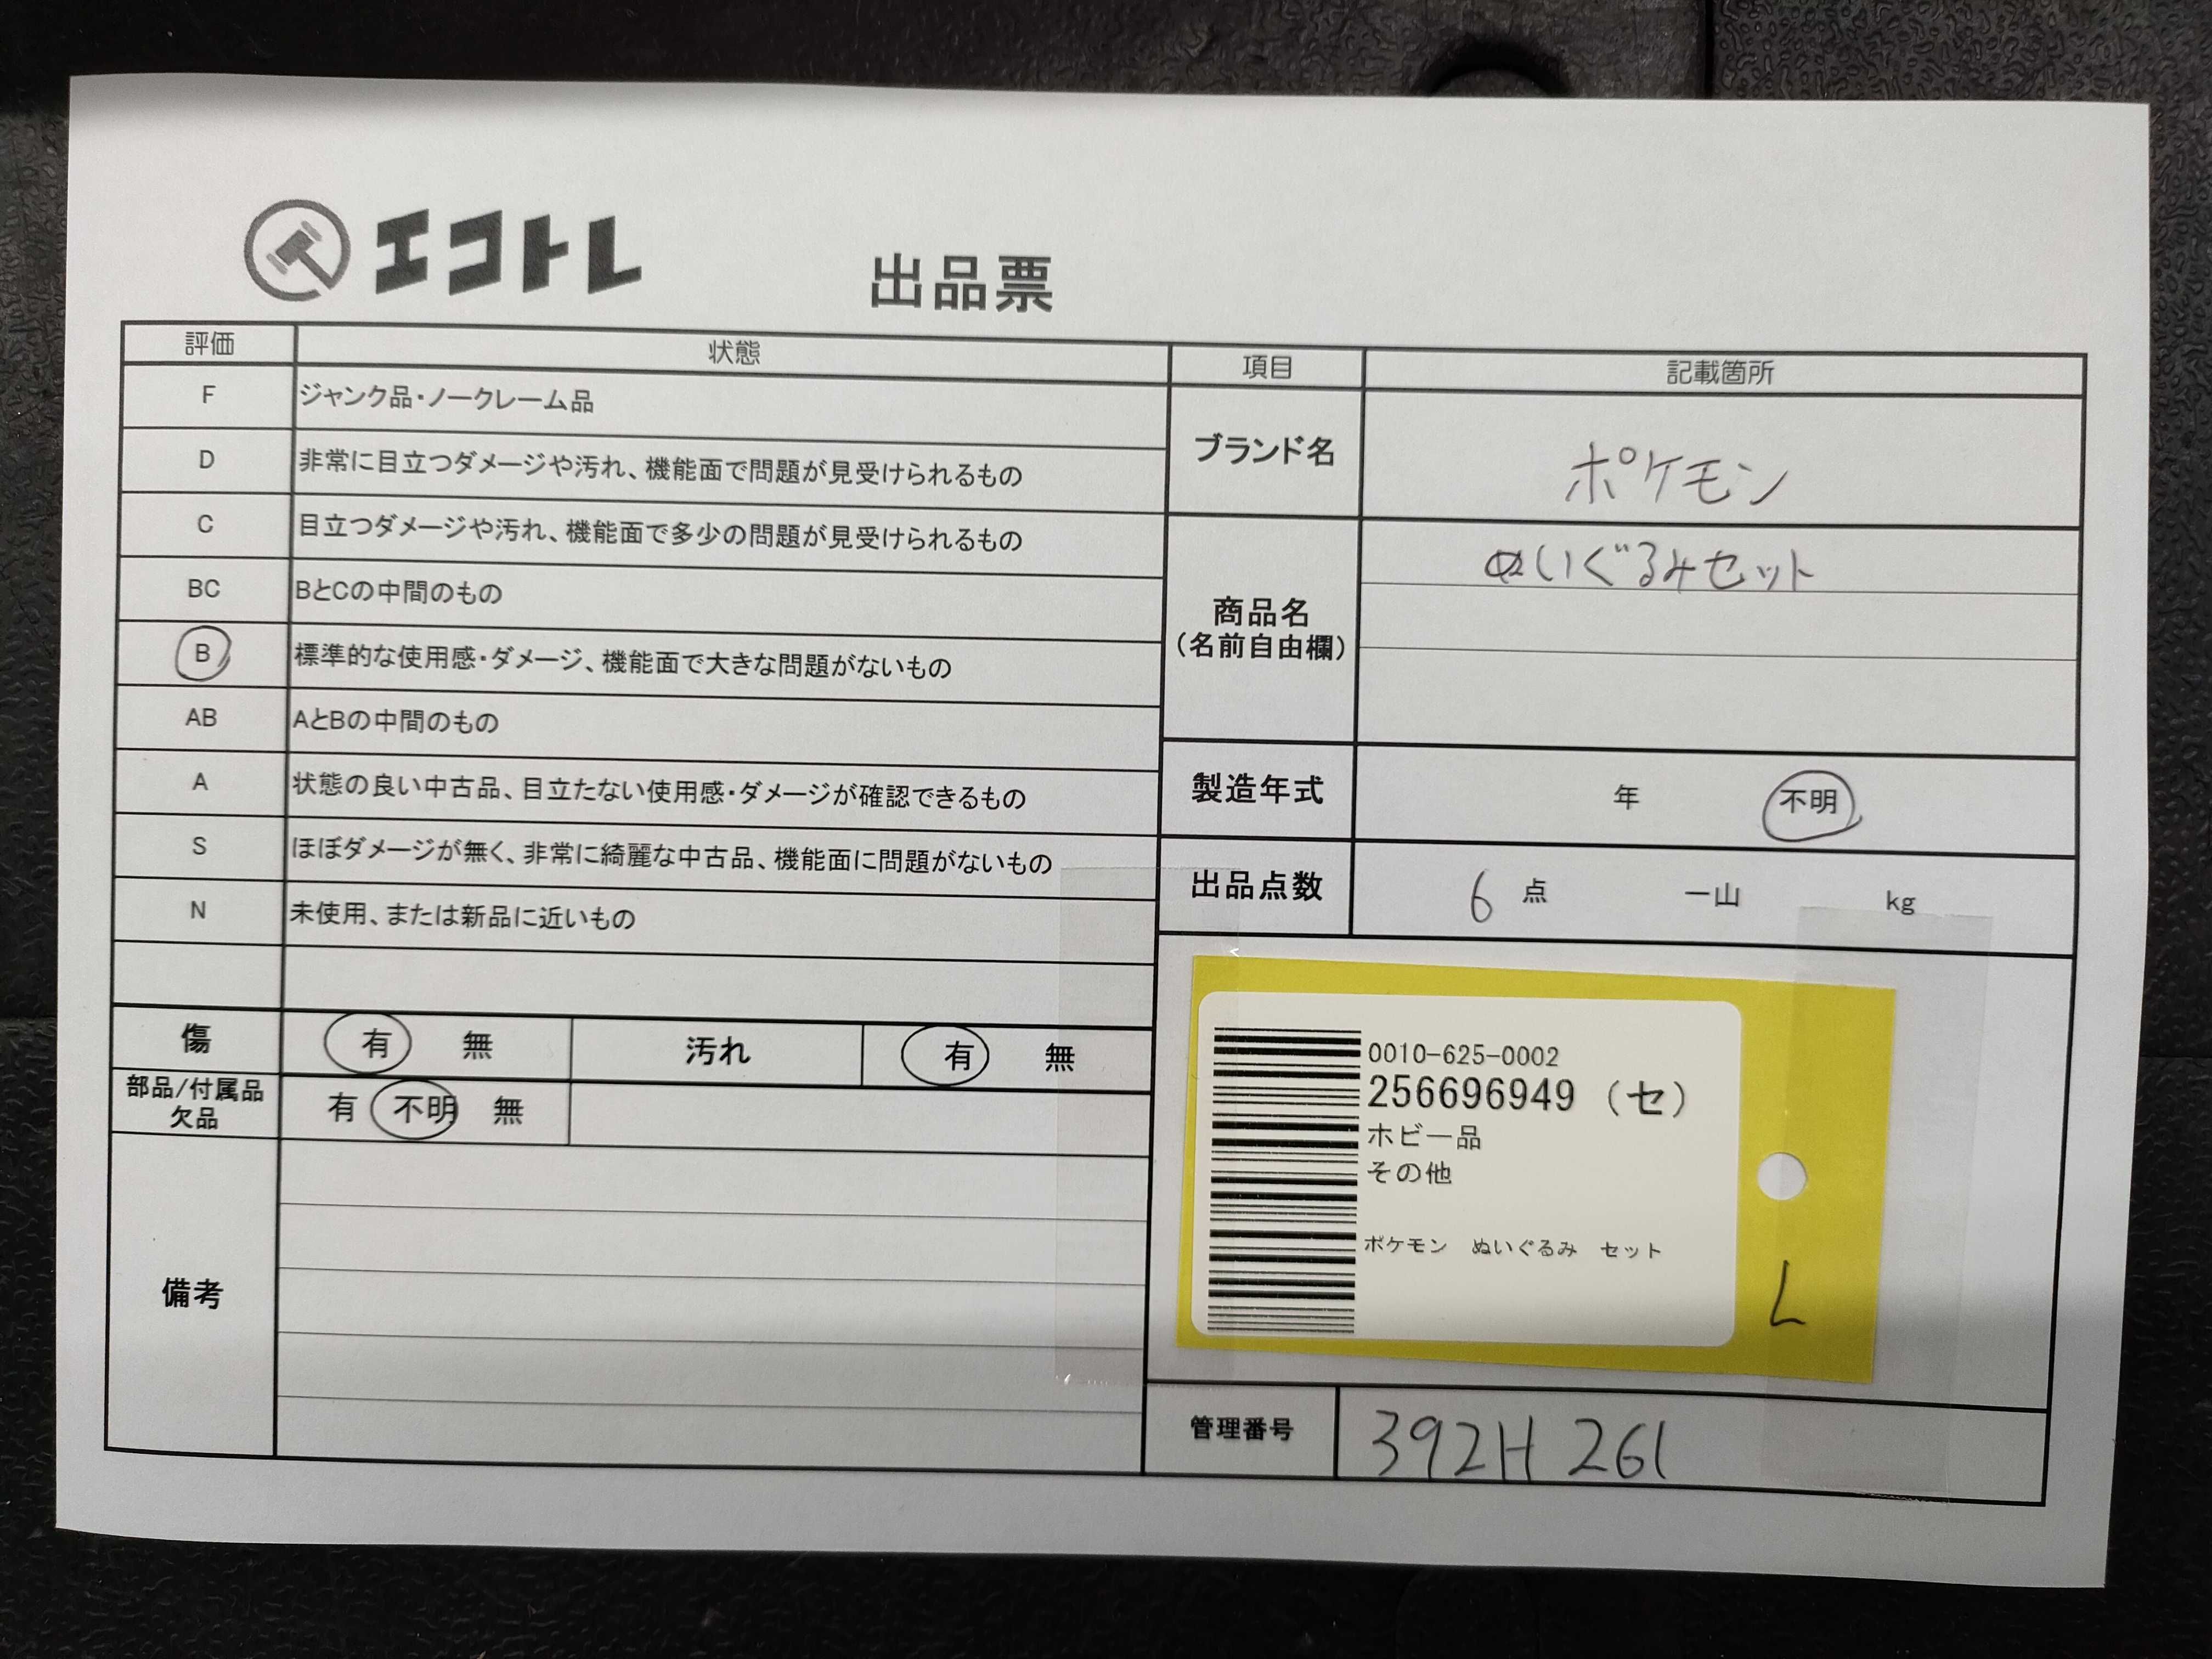 エコトレ
出品票
評価 状態
F ジャンク品・ノークレーム品
D 非常に目立つダメージや汚れ、機能面で問題が見受けられるもの
C 目立つダメージや汚れ、機能面で多少の問題が見受けられるもの
BC BとCの中間のもの
B 標準的な使用感・ダメージ、機能面で大きな問題がないもの
AB AとBの中間のもの
A 状態の良い中古品、目立たない使用感・ダメージが確認できるもの
S ほぼダメージが無く、非常に綺麗な中古品、機能面に問題がないもの
N 未使用、または新品に近いもの
傷 有 無 汚れ 有 無
部品/付属品
欠品
有 不明 無
備考
項目 記載箇所
ブランド名 ポケモン
商品名
(名前自由欄)
ぬいぐるみセット
製造年式 年 不明
出品点数 6 点 一山 kg
0010-625-0002
256696949 (セ)
ホビー品
その他
ポケモン ぬいぐるみ セット
L
管理番号 392H 261